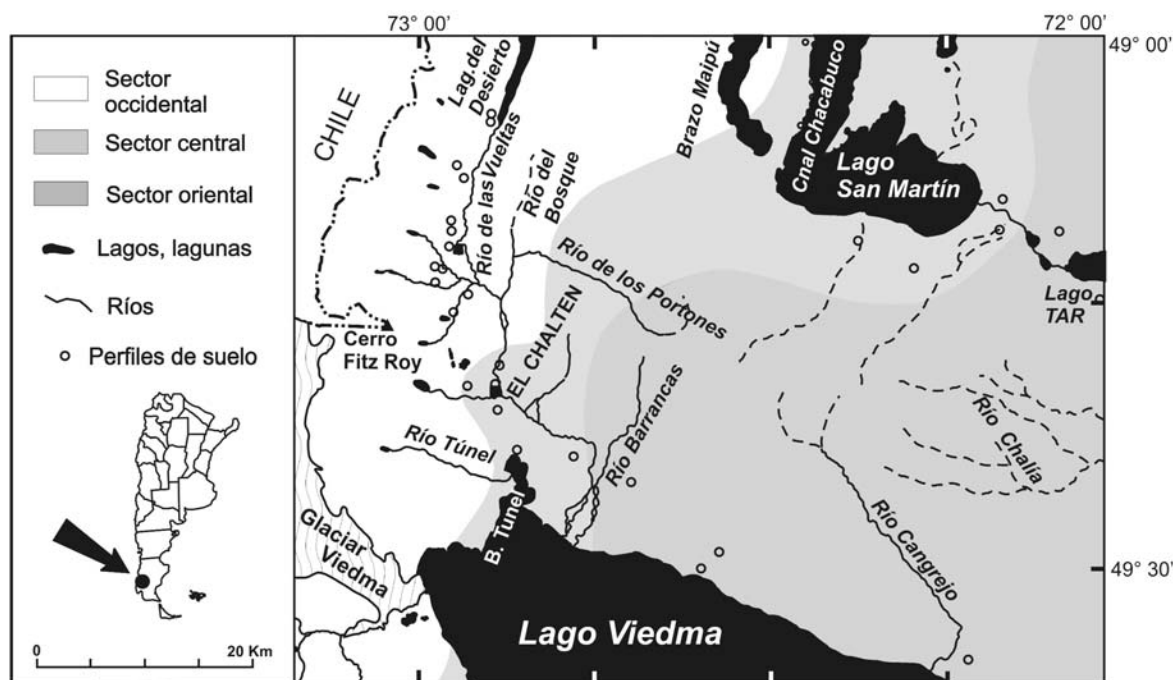 73° 00'
72° 00'
49° 00'
Sector
occidental
Sector central
Sector oriental
Lagos, lagunas
Ríos
Perfiles de suelo
0
20 Km
CHILE
Lag. del
Desierto
Río de las Vueltas
Río del
Bosque
Brazo Maipú
Cnal Chacabuco
Lago
San Martín
Río de los Portones
Lago
TAR
Cerro
Fitz Roy
EL CHALTEN
Río Túnel
Río Barrancas
Río Chalía
B. Tunel
Glaciar
Viedma
Río Cangrejo
49° 30'
Lago Viedma